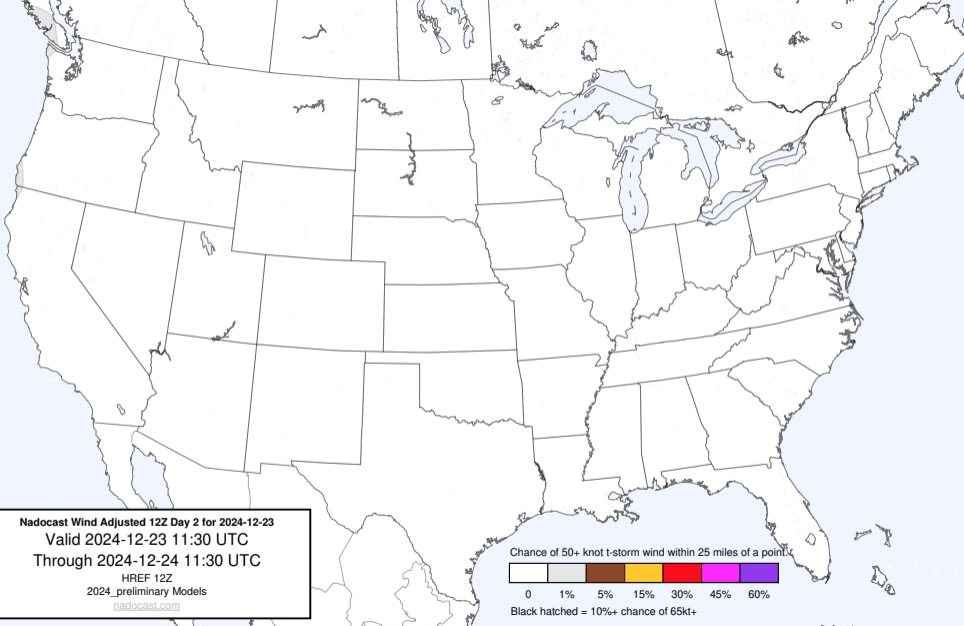 Nadocast Wind Adjusted 12Z Day 2 for 2024-12-23
Valid 2024-12-23 11:30 UTC
Through 2024-12-24 11:30 UTC
HREF 12Z
2024_preliminary Models
nadocast.com
Chance of 50+ knot t-storm wind within 25 miles of a point.
0 1% 5% 15% 30% 45% 60%
Black hatched = 10%+ chance of 65kt+